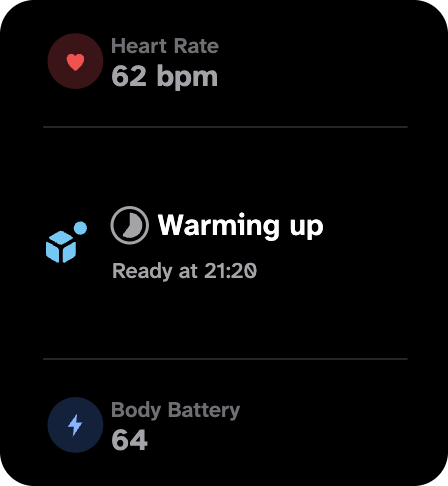 Heart Rate
62 bpm
Warming up
Ready at 21:20
Body Battery
64